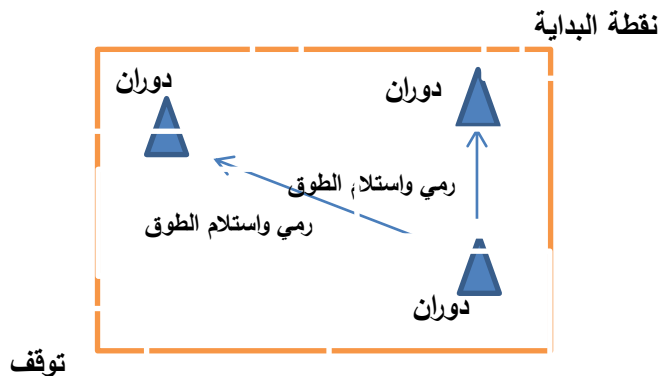 نقطة البداية
دوران
دوران
رمي واستلام الطوق
رمي واستلام الطوق
دوران
توقف